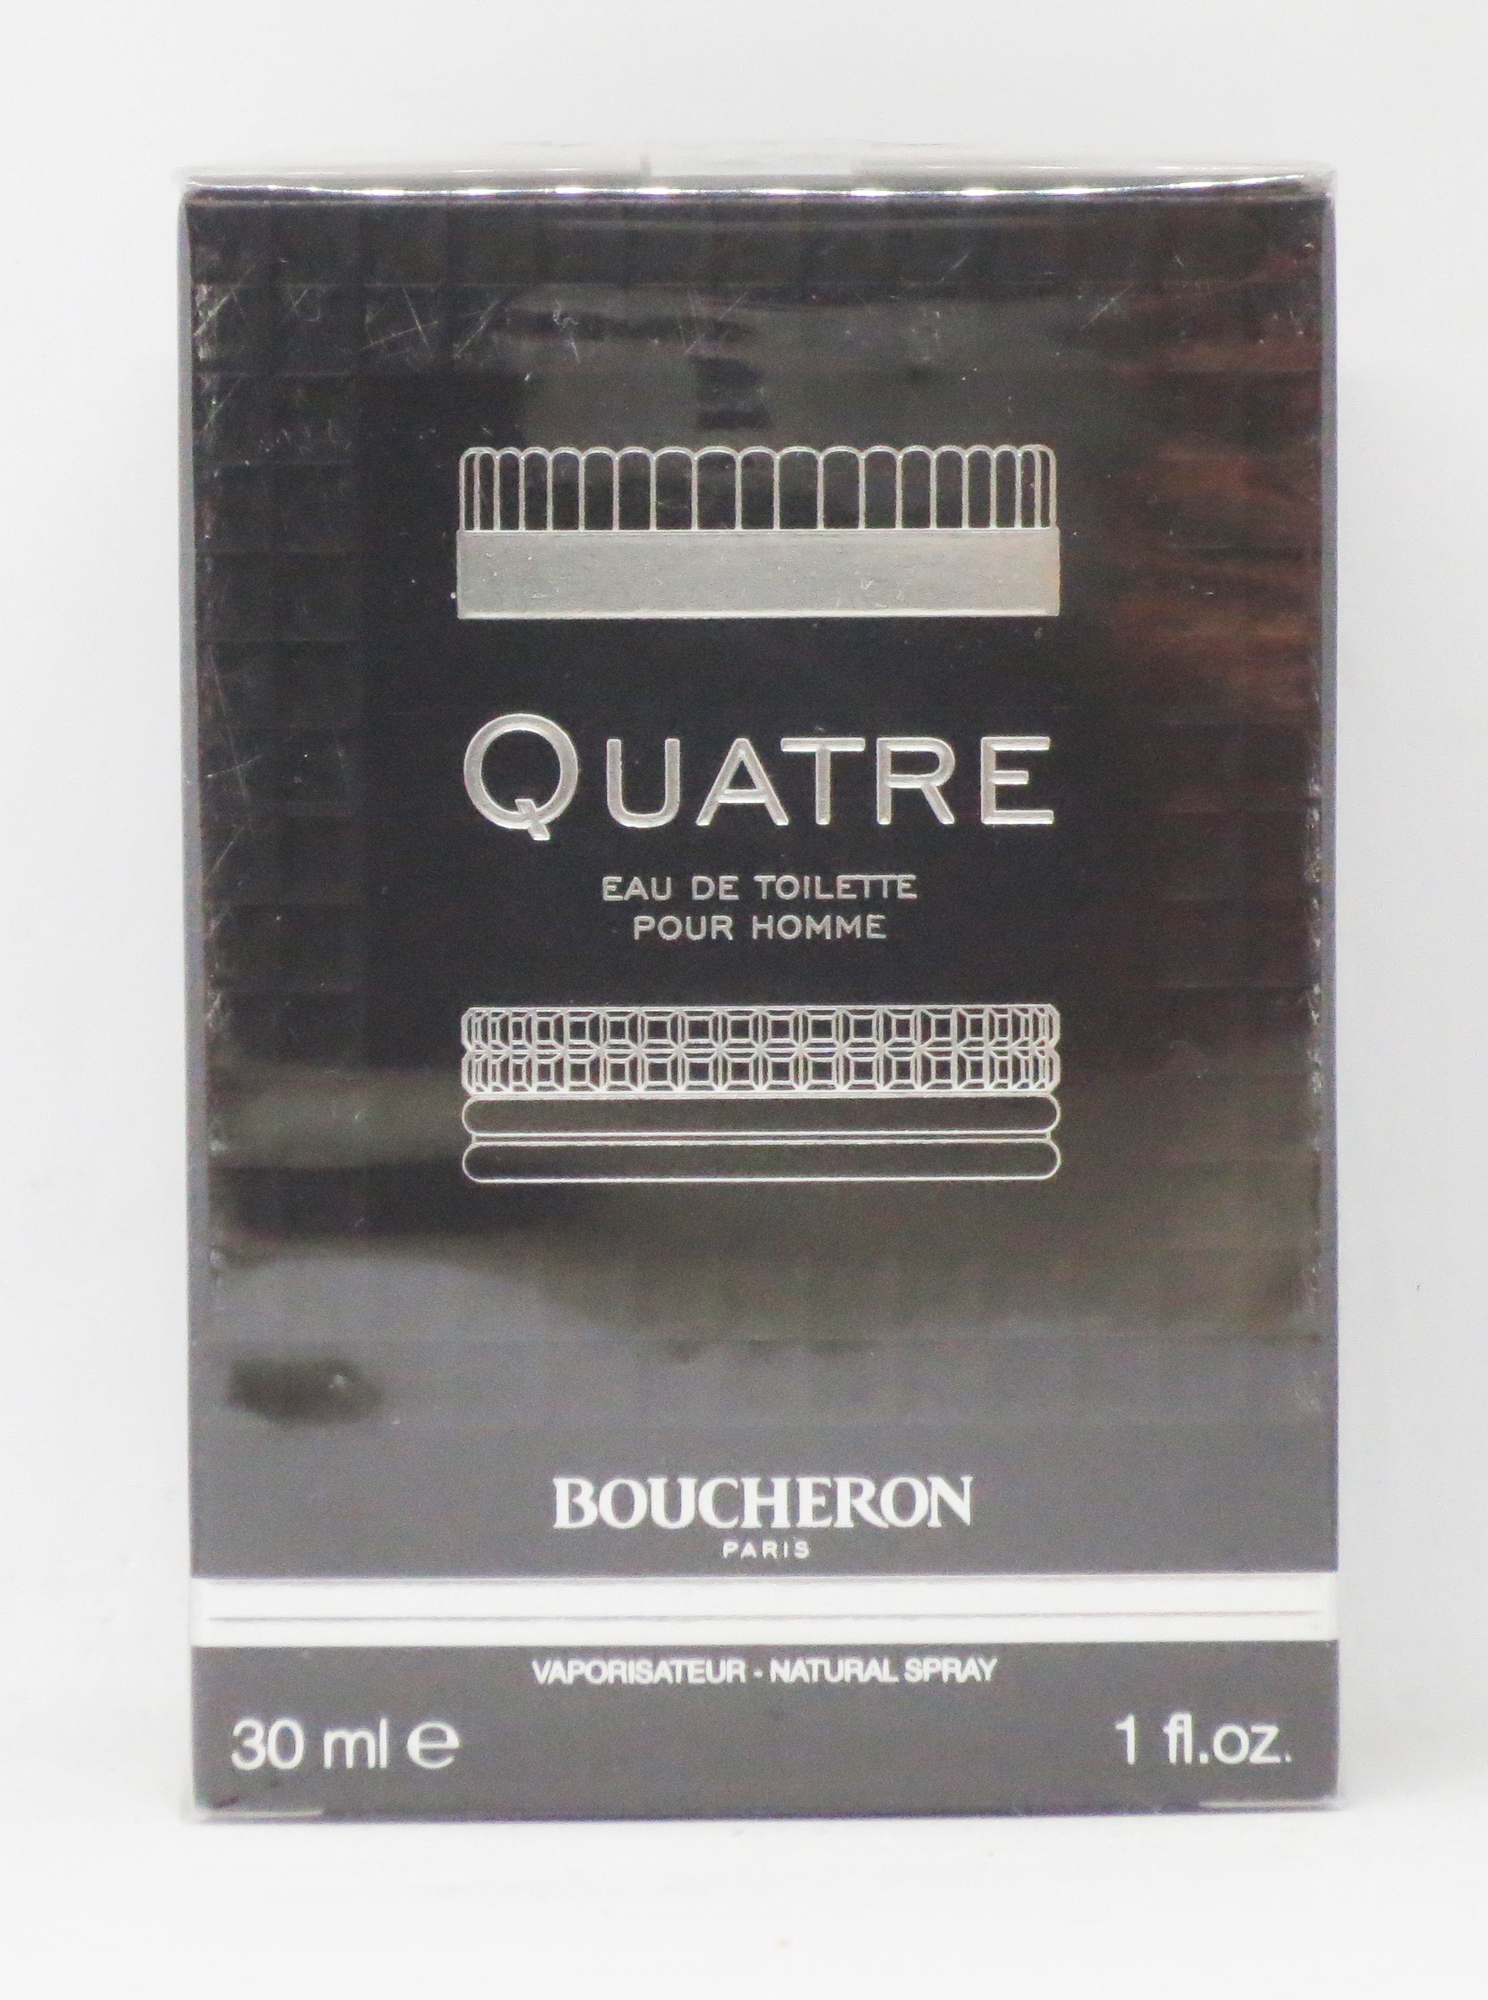 QUATRE
EAU DE TOILETTE
POUR HOMME
BOUCHERON
PARIS
VAPORISATEUR - NATURAL SPRAY
30 ml ℮
1 fl.oz.